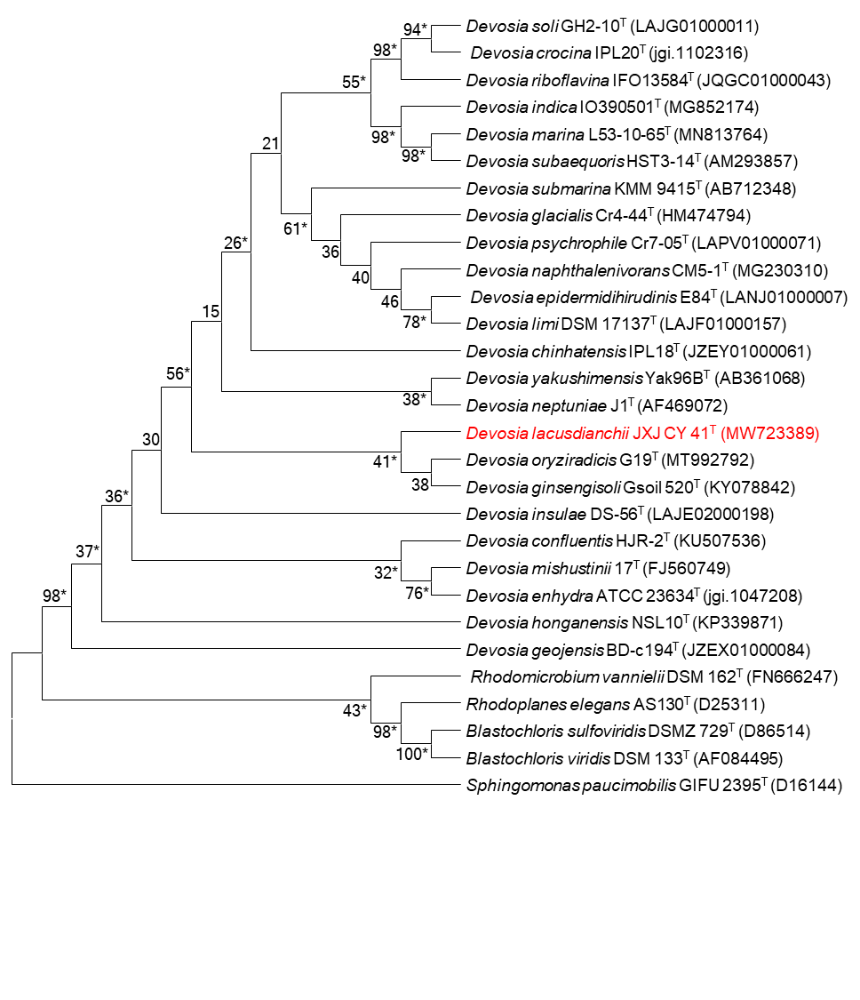 94* Devosia soli GH2-10ᵀ (LAJG01000011)
98* Devosia crocina IPL20ᵀ (jgi.1102316)
55* Devosia riboflavina IFO13584ᵀ (JQGC01000043)
Devosia indica IO390501ᵀ (MG852174)
98* Devosia marina L53-10-65ᵀ (MN813764)
21 98* Devosia subaequoris HST3-14ᵀ (AM293857)
Devosia submarina KMM 9415ᵀ (AB712348)
61* Devosia glacialis Cr4-44ᵀ (HM474794)
26* 36 Devosia psychrophile Cr7-05ᵀ (LAPV01000071)
40 Devosia naphthalenivorans CM5-1ᵀ (MG230310)
46 Devosia epidermidihirudinis E84ᵀ (LANJ01000007)
15 78* Devosia limi DSM 17137ᵀ (LAJF01000157)
Devosia chinhatensis IPL18ᵀ (JZEY01000061)
56* Devosia yakushimensis Yak96Bᵀ (AB361068)
38* Devosia neptuniae J1ᵀ (AF469072)
30 Devosia lacusdianchii JXJ CY 41ᵀ (MW723389)
41* Devosia oryziradicis G19ᵀ (MT992792)
36* 38 Devosia ginsengisoli Gsoil 520ᵀ (KY078842)
Devosia insulae DS-56ᵀ (LAJE02000198)
37* Devosia confluentis HJR-2ᵀ (KU507536)
32* Devosia mishustinii 17ᵀ (FJ560749)
98* 76* Devosia enhydra ATCC 23634ᵀ (jgi.1047208)
Devosia honganensis NSL10ᵀ (KP339871)
Devosia geojensis BD-c194ᵀ (JZEX01000084)
Rhodomicrobium vannielii DSM 162ᵀ (FN666247)
43* Rhodoplanes elegans AS130ᵀ (D25311)
98* Blastochloris sulfoviridis DSMZ 729ᵀ (D86514)
100* Blastochloris viridis DSM 133ᵀ (AF084495)
Sphingomonas paucimobilis GIFU 2395ᵀ (D16144)